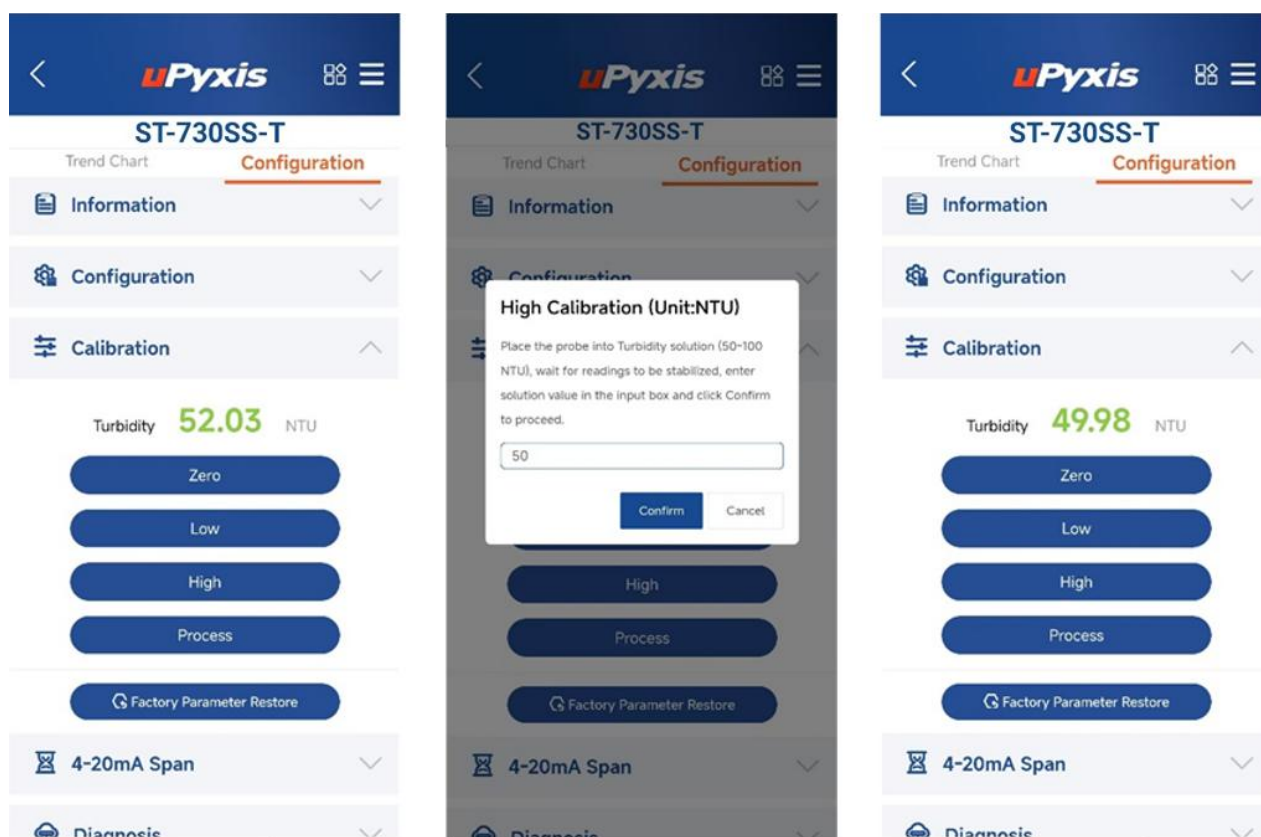 uPyxis
ST-730SS-T
Trend Chart Configuration
Information
Configuration
Calibration
Turbidity 52.03 NTU
Zero
Low
High
Process
Factory Parameter Restore
4-20mA Span
Diagnosis
uPyxis
ST-730SS-T
Trend Chart Configuration
Information
Configuration
High Calibration (Unit:NTU)
Place the probe into Turbidity solution (50-100
NTU), wait for readings to be stabilized, enter
solution value in the input box and click Confirm
to proceed.
50
Confirm Cancel
High
Process
Factory Parameter Restore
4-20mA Span
Diagnosis
uPyxis
ST-730SS-T
Trend Chart Configuration
Information
Configuration
Calibration
Turbidity 49.98 NTU
Zero
Low
High
Process
Factory Parameter Restore
4-20mA Span
Diagnosis